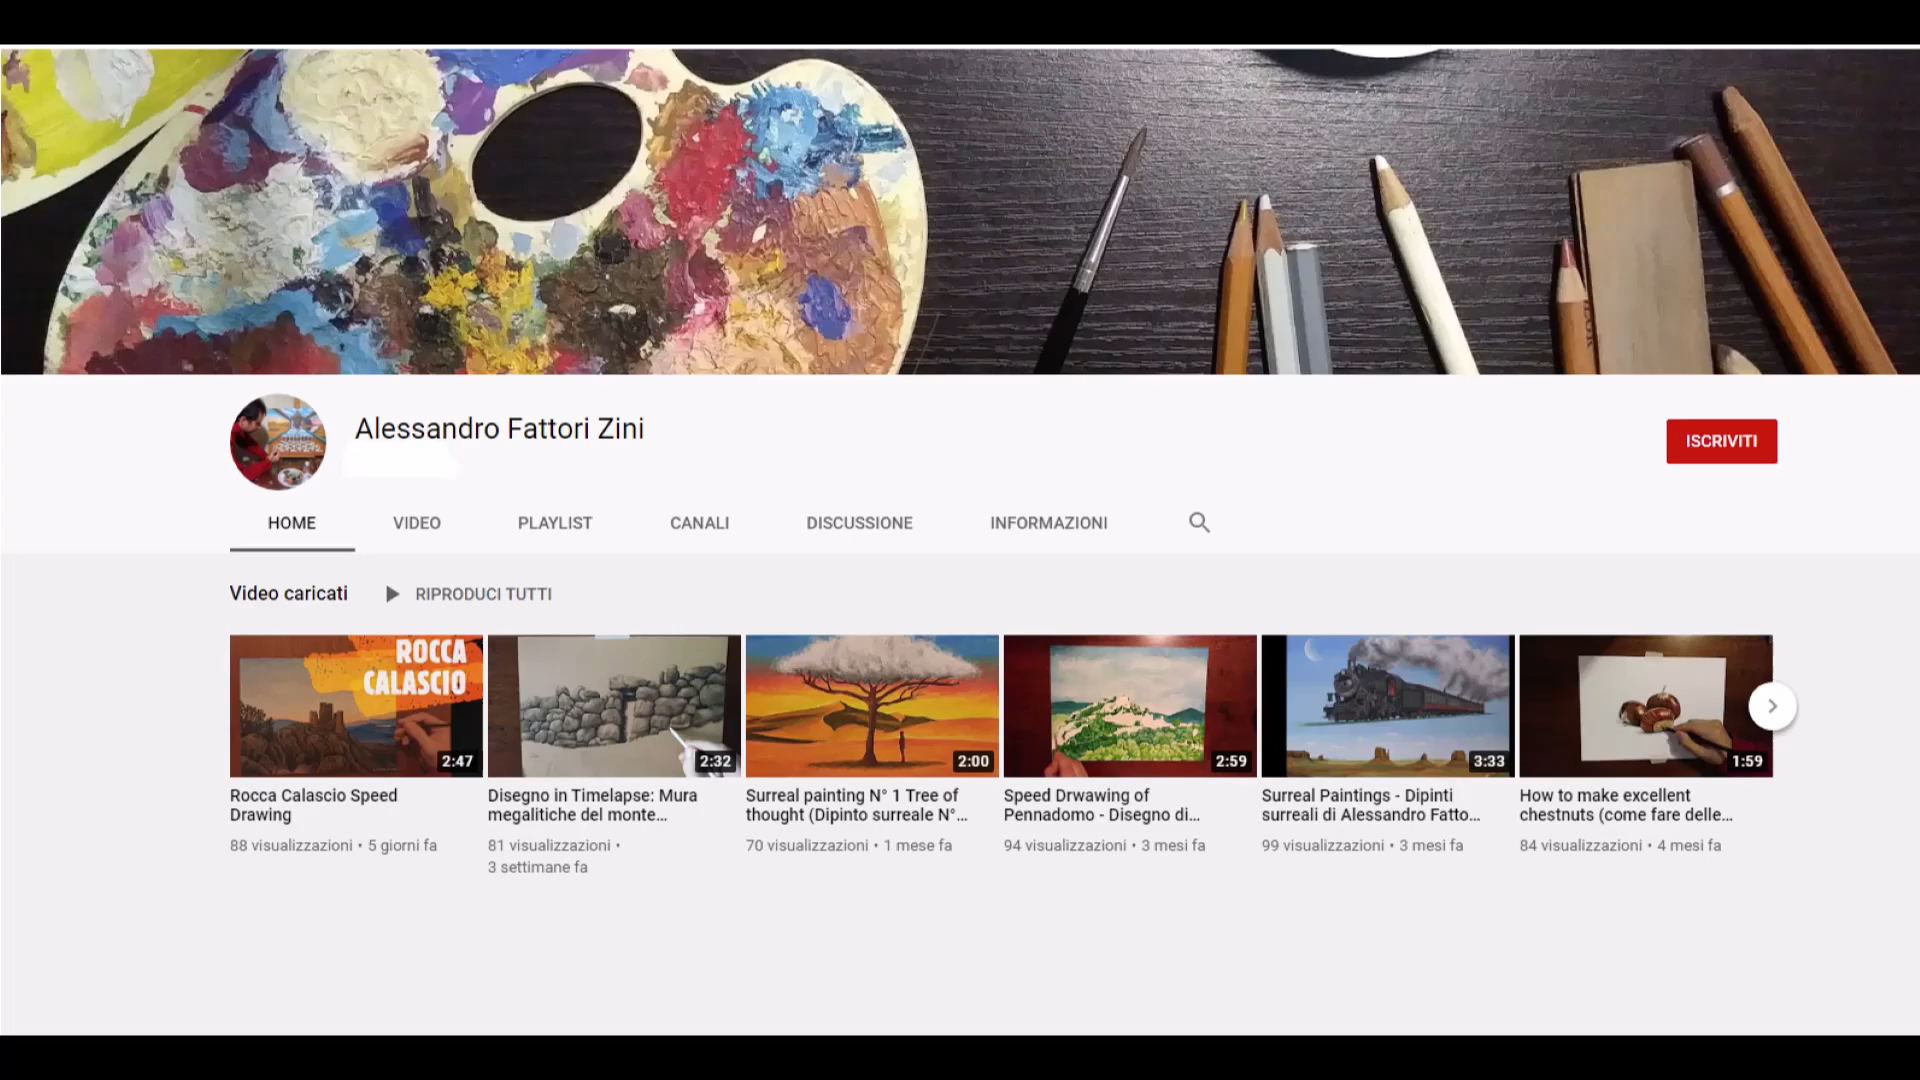 Alessandro Fattori Zini
ISCRIVITI
HOME
VIDEO
PLAYLIST
CANALI
DISCUSSIONE
INFORMAZIONI
Video caricati
RIPRODUCI TUTTI
ROCCA
CALASCIO
2:47
2:32
2:00
2:59
3:33
1:59
Rocca Calascio Speed
Drawing
88 visualizzazioni • 5 giorni fa
Disegno in Timelapse: Mura
megalitiche del monte...
81 visualizzazioni •
3 settimane fa
Surreal painting N° 1 Tree of
thought (Dipinto surreale N°...
70 visualizzazioni • 1 mese fa
Speed Drwawing of
Pennadomo - Disegno di...
94 visualizzazioni • 3 mesi fa
Surreal Paintings - Dipinti
surreali di Alessandro Fatto...
99 visualizzazioni • 3 mesi fa
How to make excellent
chestnuts (come fare delle...
84 visualizzazioni • 4 mesi fa